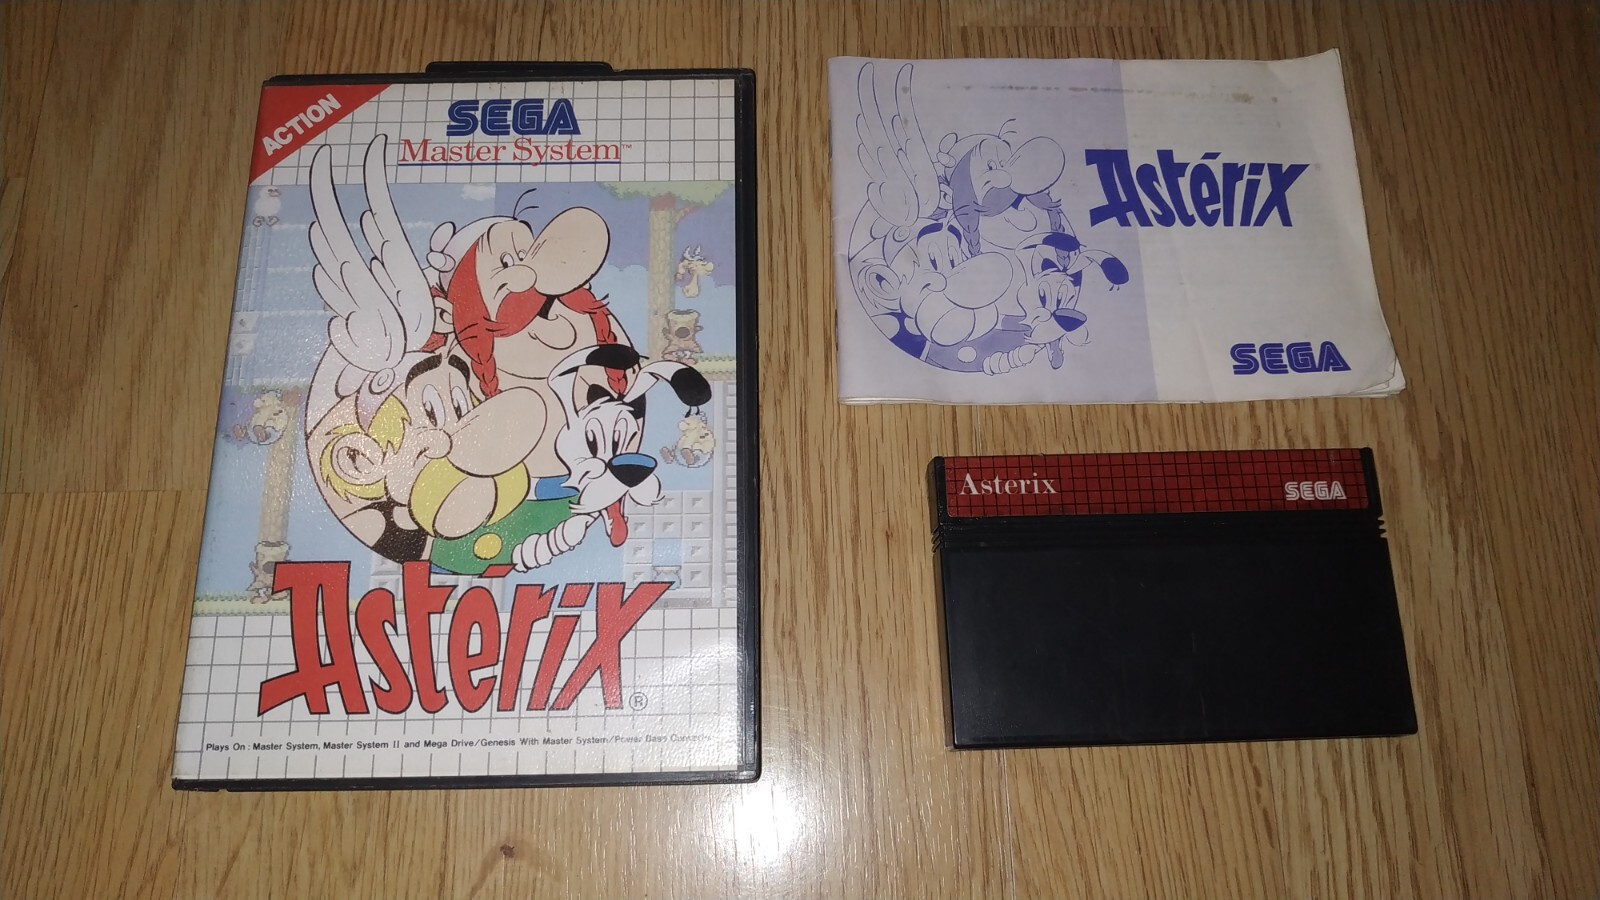 ACTION
SEGA
Master System™
Astérix®
Plays On : Master System, Master System II and Mega Drive/Genesis With Master System/Power Base Converter
Astérix
SEGA
Asterix
SEGA